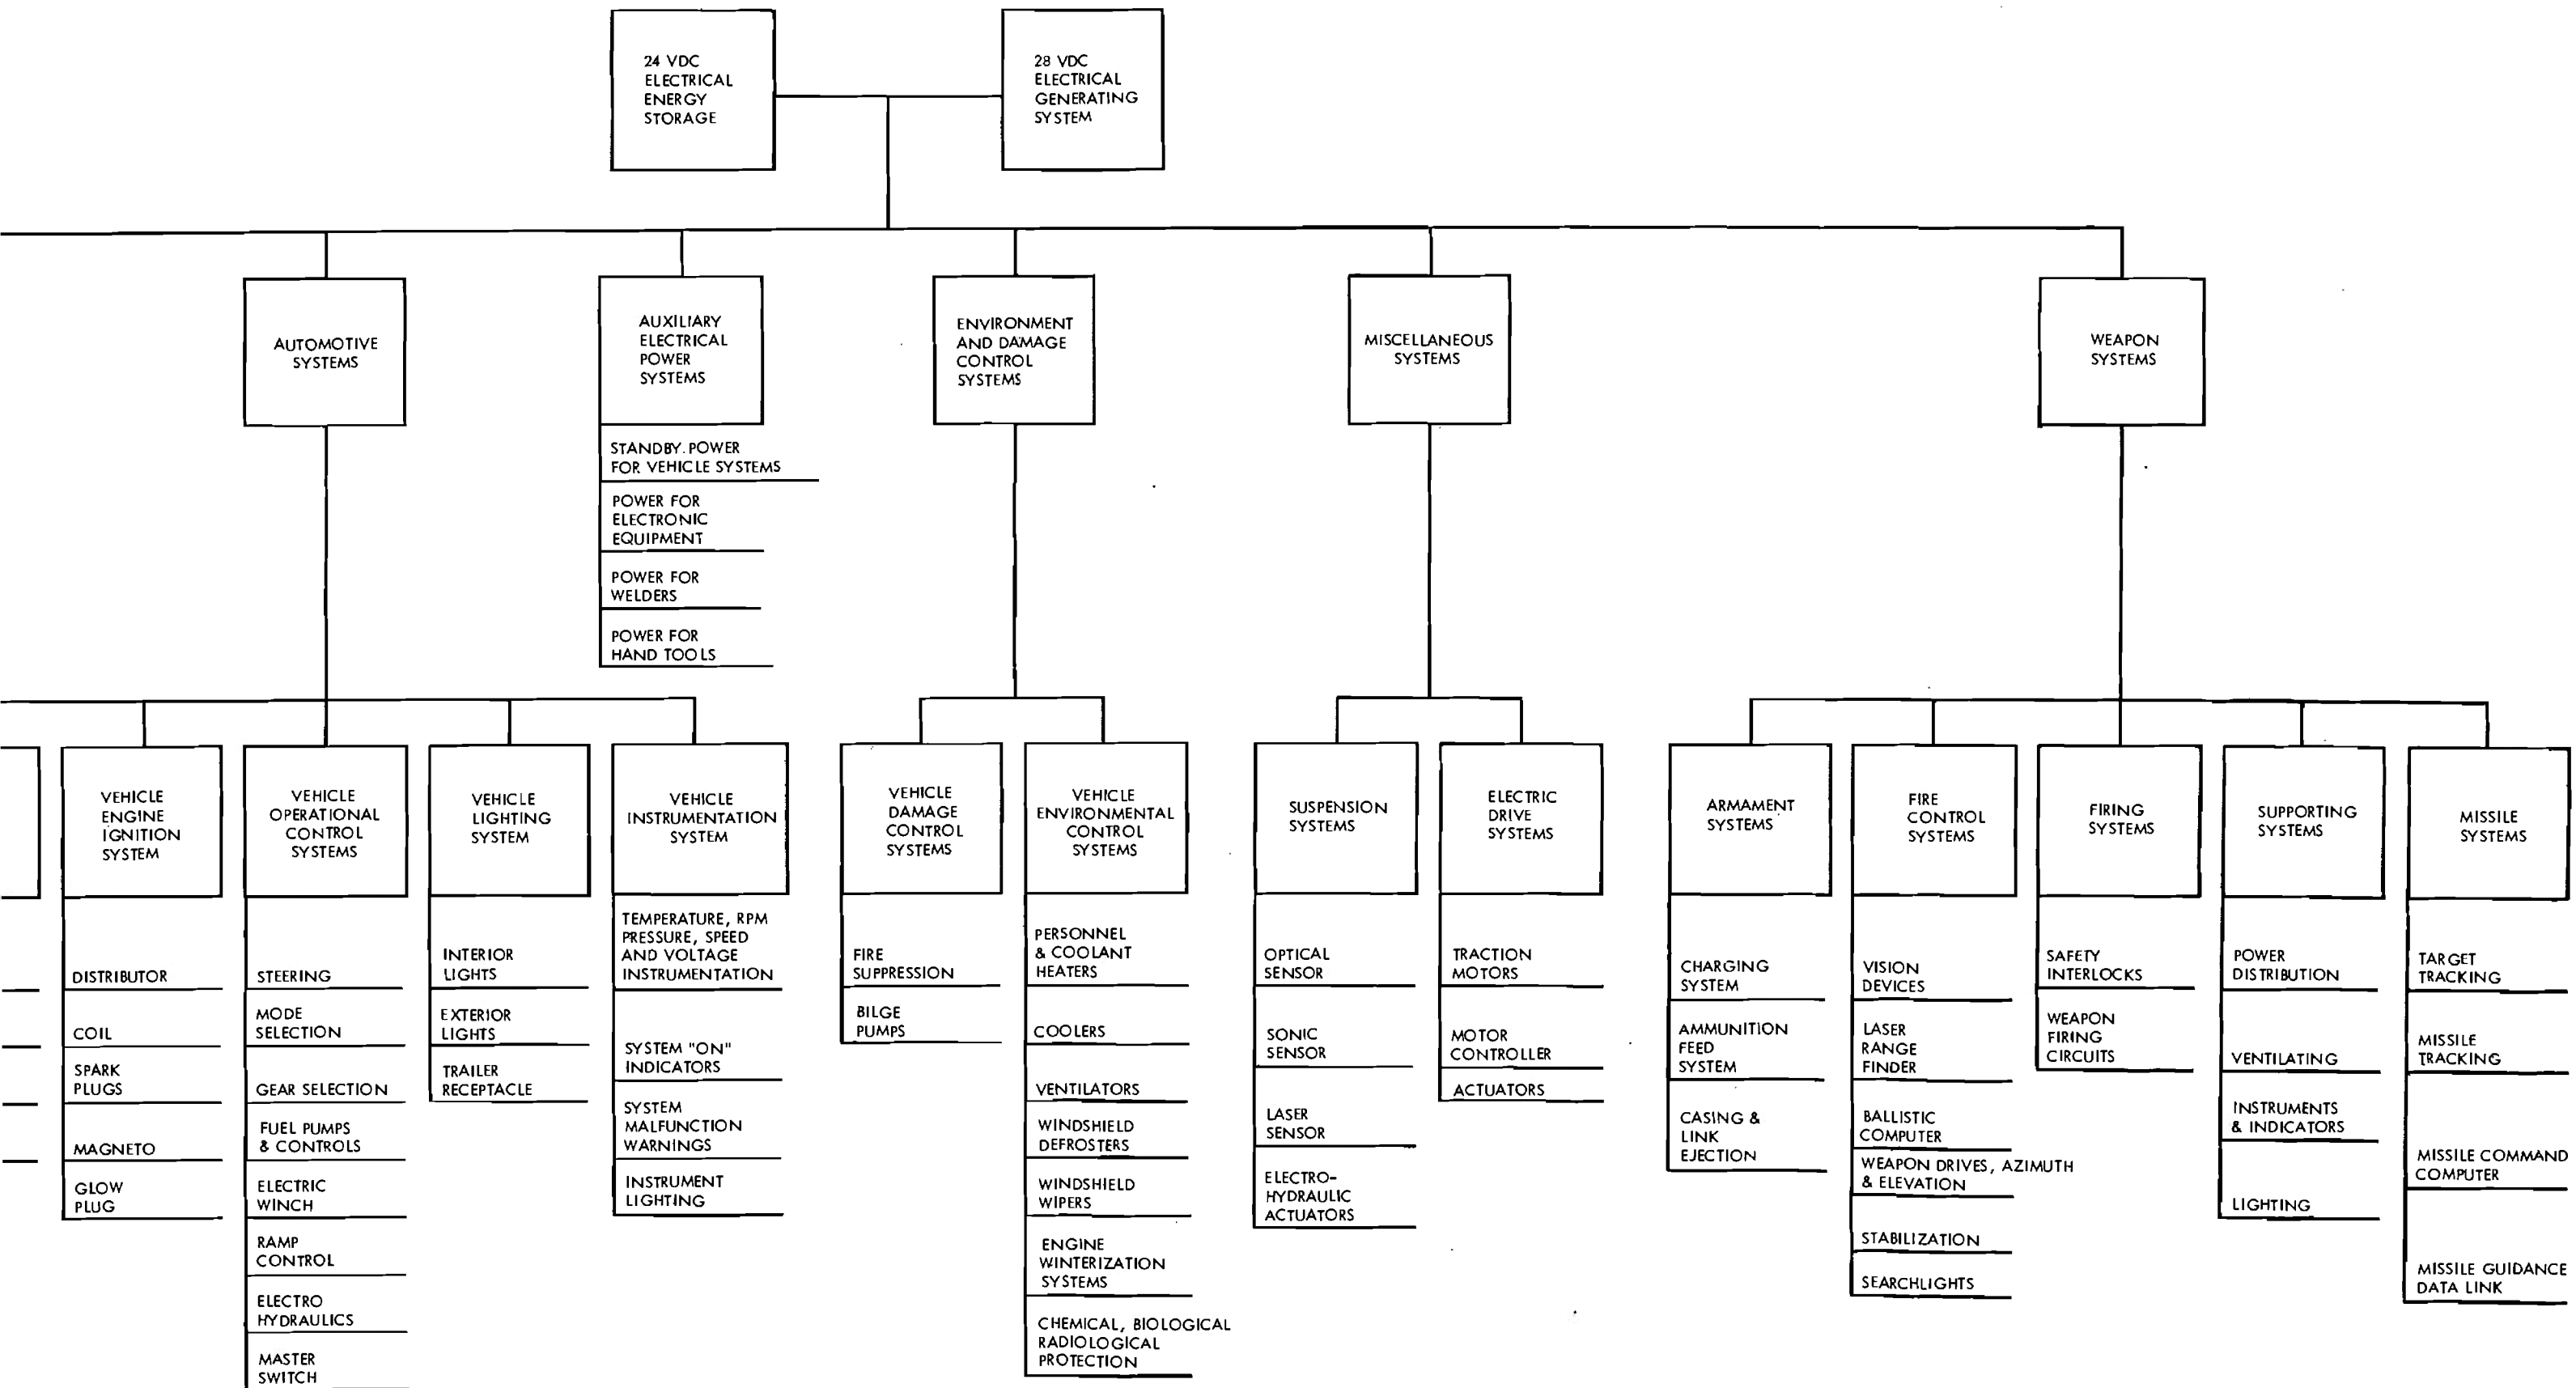 24 VDC
ELECTRICAL
ENERGY
STORAGE
28 VDC
ELECTRICAL
GENERATING
SYSTEM
AUTOMOTIVE
SYSTEMS
AUXILIARY
ELECTRICAL
POWER
SYSTEMS
STANDBY POWER
FOR VEHICLE SYSTEMS
POWER FOR
ELECTRONIC
EQUIPMENT
POWER FOR
WELDERS
POWER FOR
HAND TOOLS
ENVIRONMENT
AND DAMAGE
CONTROL
SYSTEMS
MISCELLANEOUS
SYSTEMS
WEAPON
SYSTEMS
VEHICLE
ENGINE
IGNITION
SYSTEM
DISTRIBUTOR
COIL
SPARK
PLUGS
MAGNETO
GLOW
PLUG
VEHICLE
OPERATIONAL
CONTROL
SYSTEMS
STEERING
MODE
SELECTION
GEAR SELECTION
FUEL PUMPS
& CONTROLS
ELECTRIC
WINCH
RAMP
CONTROL
ELECTRO
HYDRAULICS
MASTER
SWITCH
VEHICLE
LIGHTING
SYSTEM
INTERIOR
LIGHTS
EXTERIOR
LIGHTS
TRAILER
RECEPTACLE
VEHICLE
INSTRUMENTATION
SYSTEM
TEMPERATURE, RPM
PRESSURE, SPEED
AND VOLTAGE
INSTRUMENTATION
SYSTEM "ON"
INDICATORS
SYSTEM
MALFUNCTION
WARNINGS
INSTRUMENT
LIGHTING
VEHICLE
DAMAGE
CONTROL
SYSTEMS
FIRE
SUPPRESSION
BILGE
PUMPS
VEHICLE
ENVIRONMENTAL
CONTROL
SYSTEMS
PERSONNEL
& COOLANT
HEATERS
COOLERS
VENTILATORS
WINDSHIELD
DEFROSTERS
WINDSHIELD
WIPERS
ENGINE
WINTERIZATION
SYSTEMS
CHEMICAL, BIOLOGICAL
RADIOLOGICAL
PROTECTION
SUSPENSION
SYSTEMS
OPTICAL
SENSOR
SONIC
SENSOR
LASER
SENSOR
ELECTRO-
HYDRAULIC
ACTUATORS
ELECTRIC
DRIVE
SYSTEMS
TRACTION
MOTORS
MOTOR
CONTROLLER
ACTUATORS
ARMAMENT
SYSTEMS
CHARGING
SYSTEM
AMMUNITION
FEED
SYSTEM
CASING &
LINK
EJECTION
FIRE
CONTROL
SYSTEMS
VISION
DEVICES
LASER
RANGE
FINDER
BALLISTIC
COMPUTER
WEAPON DRIVES, AZIMUTH
& ELEVATION
STABILIZATION
SEARCHLIGHTS
FIRING
SYSTEMS
SAFETY
INTERLOCKS
WEAPON
FIRING
CIRCUITS
SUPPORTING
SYSTEMS
POWER
DISTRIBUTION
VENTILATING
INSTRUMENTS
& INDICATORS
LIGHTING
MISSILE
SYSTEMS
TARGET
TRACKING
MISSILE
TRACKING
MISSILE COMMAND
COMPUTER
MISSILE GUIDANCE
DATA LINK